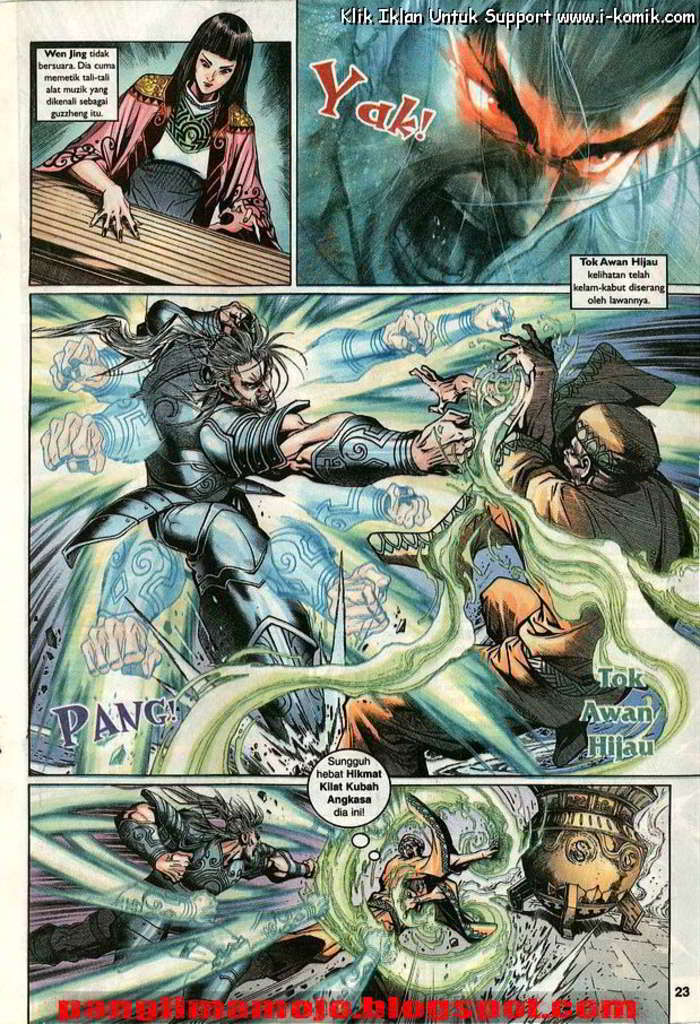 Klik Iklan Untuk Support www.i-komik.com
Wen Jing tidak
bersuara. Dia cuma
memetik tali-tali
alat muzik yang
dikenali sebagai
guzzheng itu.
Yak!
Tok Awan Hijau
kelihatan telah
kelam-kabut diserang
oleh lawannya.
PANG!
Tok
Awan
Hijau
Sungguh
hebat Hikmat
Kilat Kubah
Angkasa
dia ini!
23
panglimamojo.blogspot.com